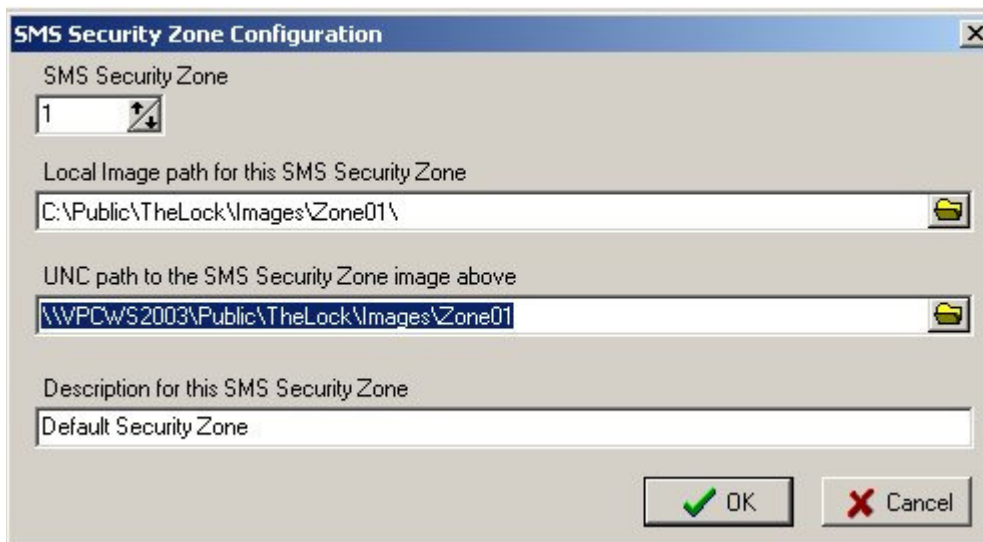 SMS Security Zone Configuration
SMS Security Zone
1
Local Image path for this SMS Security Zone
C:\Public\TheLock\Images\Zone01\
UNC path to the SMS Security Zone image above
\\VPCWS2003\Public\TheLock\Images\Zone01
Description for this SMS Security Zone
Default Security Zone
OK Cancel